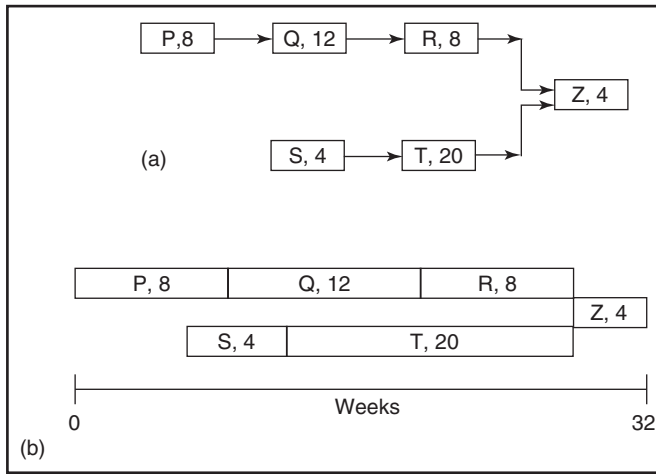 P,8
Q, 12
R, 8
Z, 4
S, 4
T, 20
(a)
P, 8
Q, 12
R, 8
Z, 4
S, 4
T, 20
Weeks
0
32
(b)